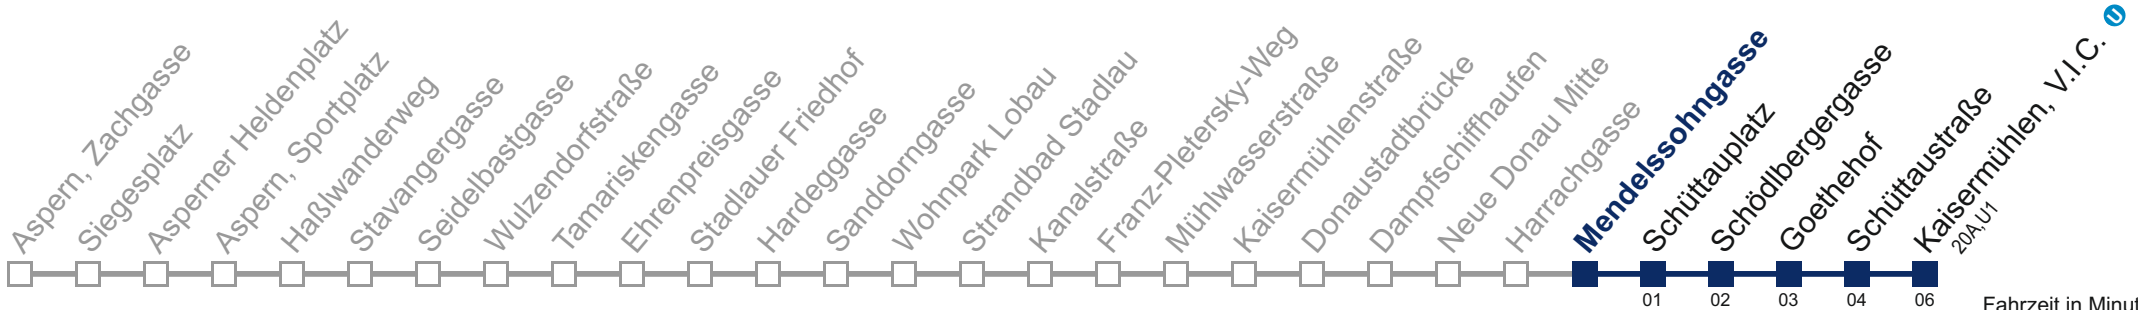 Aspern, Zachgasse
Siegesplatz
Asperner Heldenplatz
Aspern, Sportplatz
Haßlwanderweg
Stavangergasse
Seidelbastgasse
Wulzendorfstraße
Tamariskengasse
Ehrenpreisgasse
Stadlauer Friedhof
Hardeggasse
Sanddorngasse
Wohnpark Lobau
Strandbad Stadlau
Kanalstraße
Franz-Pletersky-Weg
Mühlwasserstraße
Kaisermühlenstraße
Donaustadtbrücke
Dampfschiffhaufen
Neue Donau Mitte
Harrachgasse
Mendelssohngasse
Schüttauplatz
Schödlbergergasse
Goethehof
Schüttaustraße
Kaisermühlen, V.I.C. U
20A,U1
01 02 03 04 06
Fahrzeit in Minut